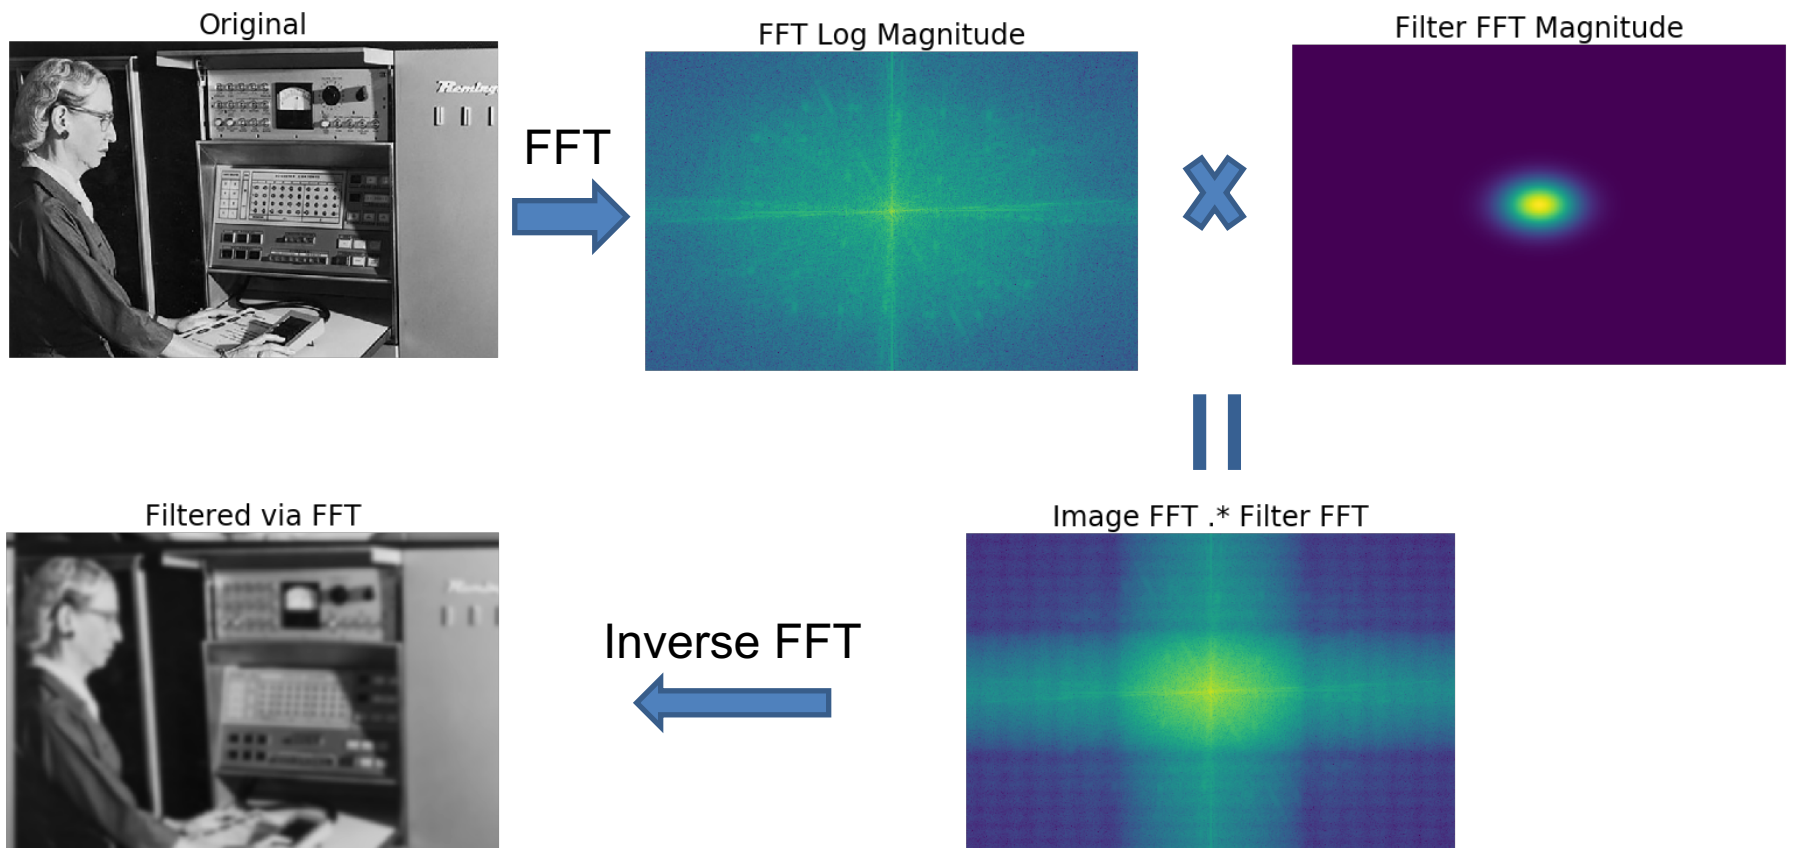 Original
FFT Log Magnitude
Filter FFT Magnitude
FFT
Filtered via FFT
Image FFT .* Filter FFT
Inverse FFT